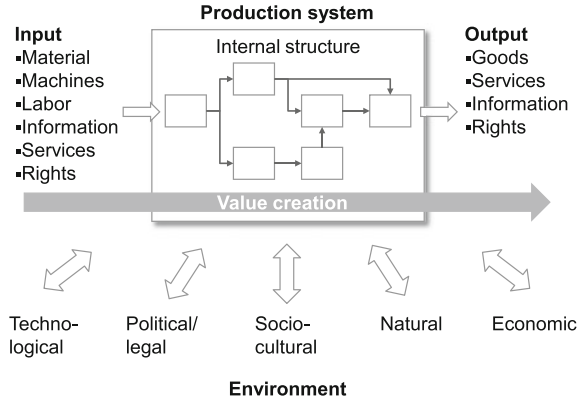 Production system
Input
▪Material
▪Machines
▪Labor
▪Information
▪Services
▪Rights
Internal structure
Output
▪Goods
▪Services
▪Information
▪Rights
Value creation
Techno-
logical
Political/
legal
Socio-
cultural
Natural
Economic
Environment